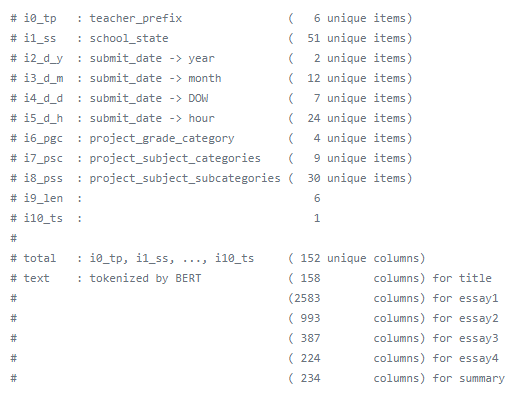 # i0_tp   : teacher_prefix                (   6 unique items)
# i1_ss   : school_state                  (  51 unique items)
# i2_d_y  : submit_date -> year           (   2 unique items)
# i3_d_m  : submit_date -> month          (  12 unique items)
# i4_d_d  : submit_date -> DOW            (   7 unique items)
# i5_d_h  : submit_date -> hour           (  24 unique items)
# i6_pgc  : project_grade_category        (   4 unique items)
# i7_psc  : project_subject_categories    (   9 unique items)
# i8_pss  : project_subject_subcategories (  30 unique items)
# i9_len  :                                   6
# i10_ts  :                                   1
#
# total   : i0_tp, i1_ss, ..., i10_ts     ( 152 unique columns)
# text    : tokenized by BERT             ( 158        columns) for title
#                                         (2583        columns) for essay1
#                                         ( 993        columns) for essay2
#                                         ( 387        columns) for essay3
#                                         ( 224        columns) for essay4
#                                         ( 234        columns) for summary